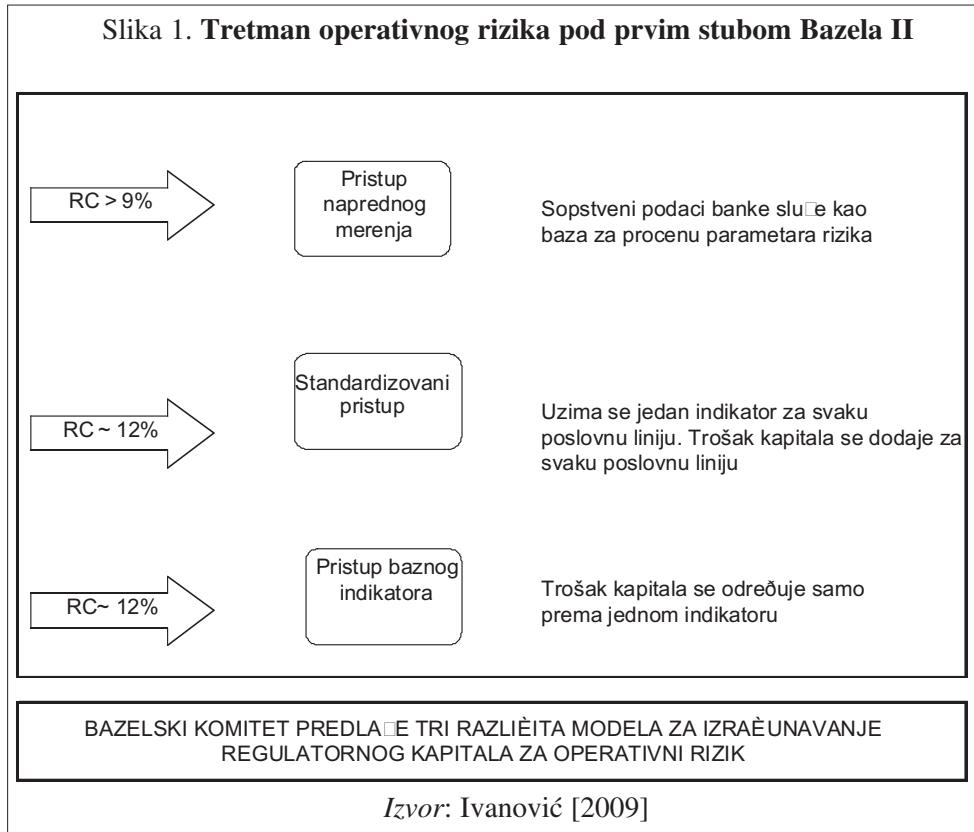 Slika 1. Tretman operativnog rizika pod prvim stubom Bazela II
RC > 9%
Pristup
naprednog
merenja
Sopstveni podaci banke slu□e kao
baza za procenu parametara rizika
RC ~ 12%
Standardizovani
pristup
Uzima se jedan indikator za svaku
poslovnu liniju. Trošak kapitala se dodaje za
svaku poslovnu liniju
RC~ 12%
Pristup baznog
indikatora
Trošak kapitala se određuje samo
prema jednom indikatoru
BAZELSKI KOMITET PREDLA□E TRI RAZLIÈITA MODELA ZA IZRAÈUNAVANJE
REGULATORNOG KAPITALA ZA OPERATIVNI RIZIK
Izvor: Ivanović [2009]